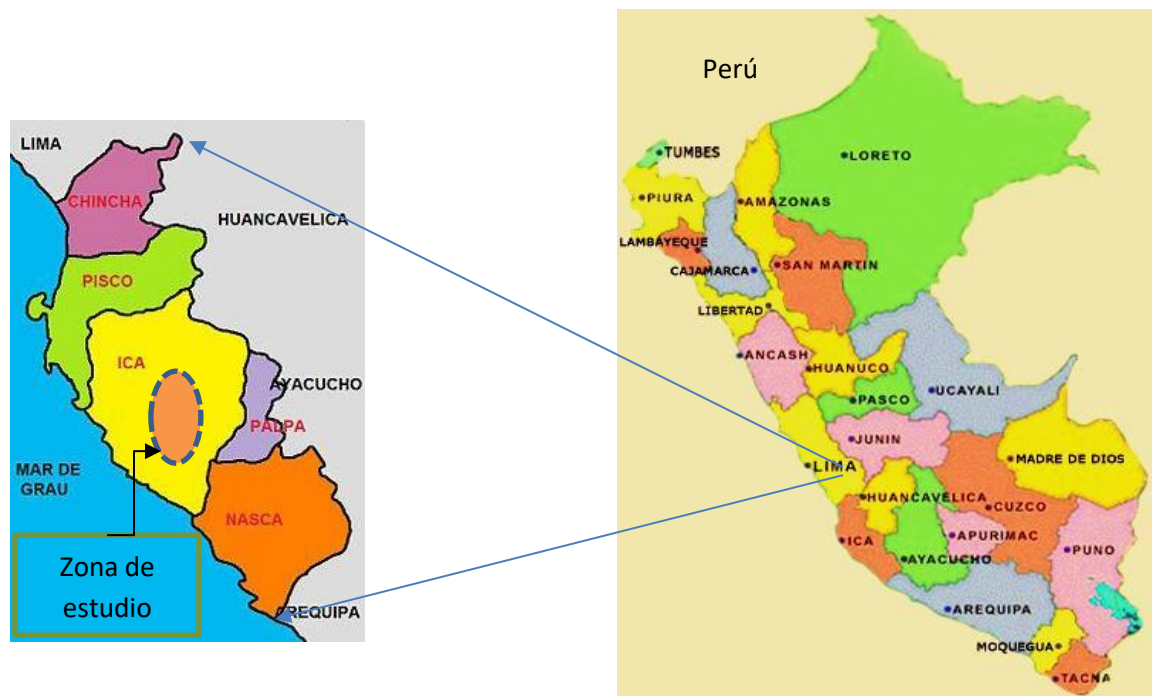 LIMA
CHINCHA
HUANCAVELICA
PISCO
ICA
AYACUCHO
PALPA
MAR DE
GRAU
NASCA
Zona de
estudio
AREQUIPA
Perú
TUMBES
LORETO
PIURA
AMAZONAS
LAMBAYEQUE
CAJAMARCA
SAN MARTIN
LIBERTAD
ANCASH
HUANUCO
UCAYALI
PASCO
JUNIN
LIMA
MADRE DE DIOS
HUANCAVELICA
CUZCO
ICA
APURIMAC
PUNO
AYACUCHO
AREQUIPA
MOQUEGUA
TACNA